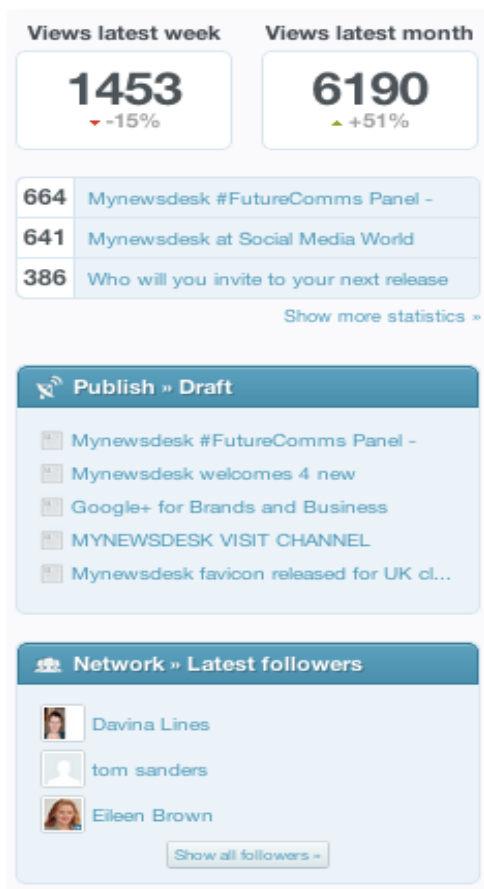 Views latest week
Views latest month
1453
6190
-15%
+51%
664 Mynewsdesk #FutureComms Panel -
641 Mynewsdesk at Social Media World
386 Who will you invite to your next release
Show more statistics »
Publish » Draft
Mynewsdesk #FutureComms Panel -
Mynewsdesk welcomes 4 new
Google+ for Brands and Business
MYNEWSDESK VISIT CHANNEL
Mynewsdesk favicon released for UK cl...
Network » Latest followers
Davina Lines
tom sanders
Eileen Brown
Show all followers »